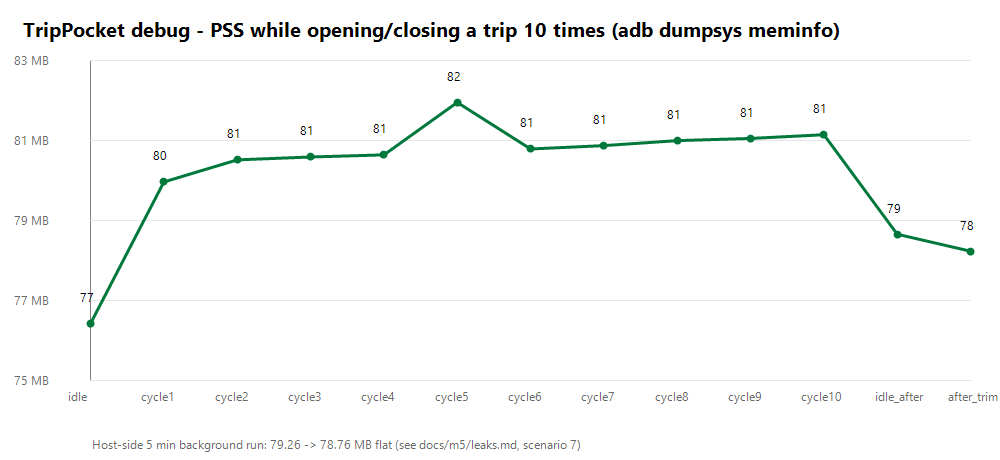 TripPocket debug - PSS while opening/closing a trip 10 times (adb dumpsys meminfo)
83 MB
82
81 81 81 81 81 81 81 81
81 MB
80
79 MB
79
78
77 MB
77
75 MB
idle cycle1 cycle2 cycle3 cycle4 cycle5 cycle6 cycle7 cycle8 cycle9 cycle10 idle_after after_trim
Host-side 5 min background run: 79.26 -> 78.76 MB flat (see docs/m5/leaks.md, scenario 7)